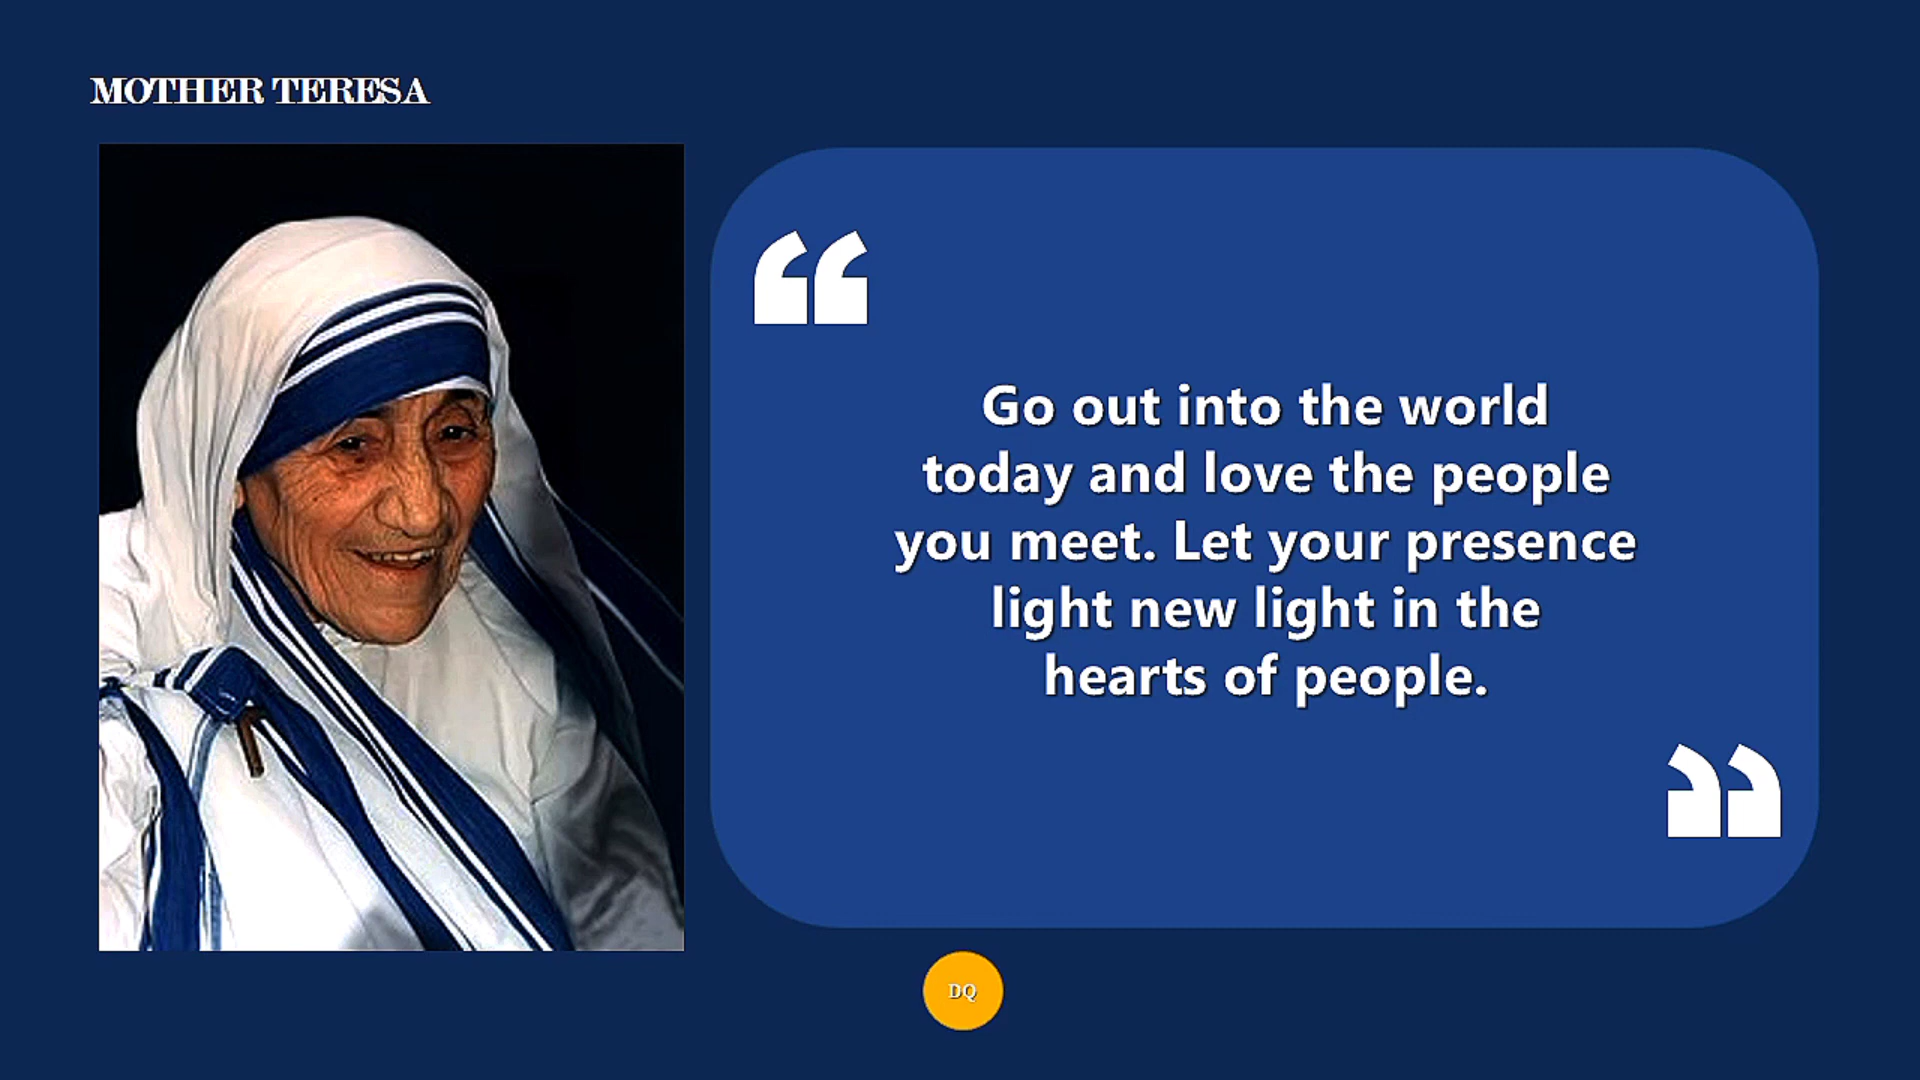 MOTHER TERESA
Go out into the world
today and love the people
you meet. Let your presence
light new light in the
hearts of people.
DQ